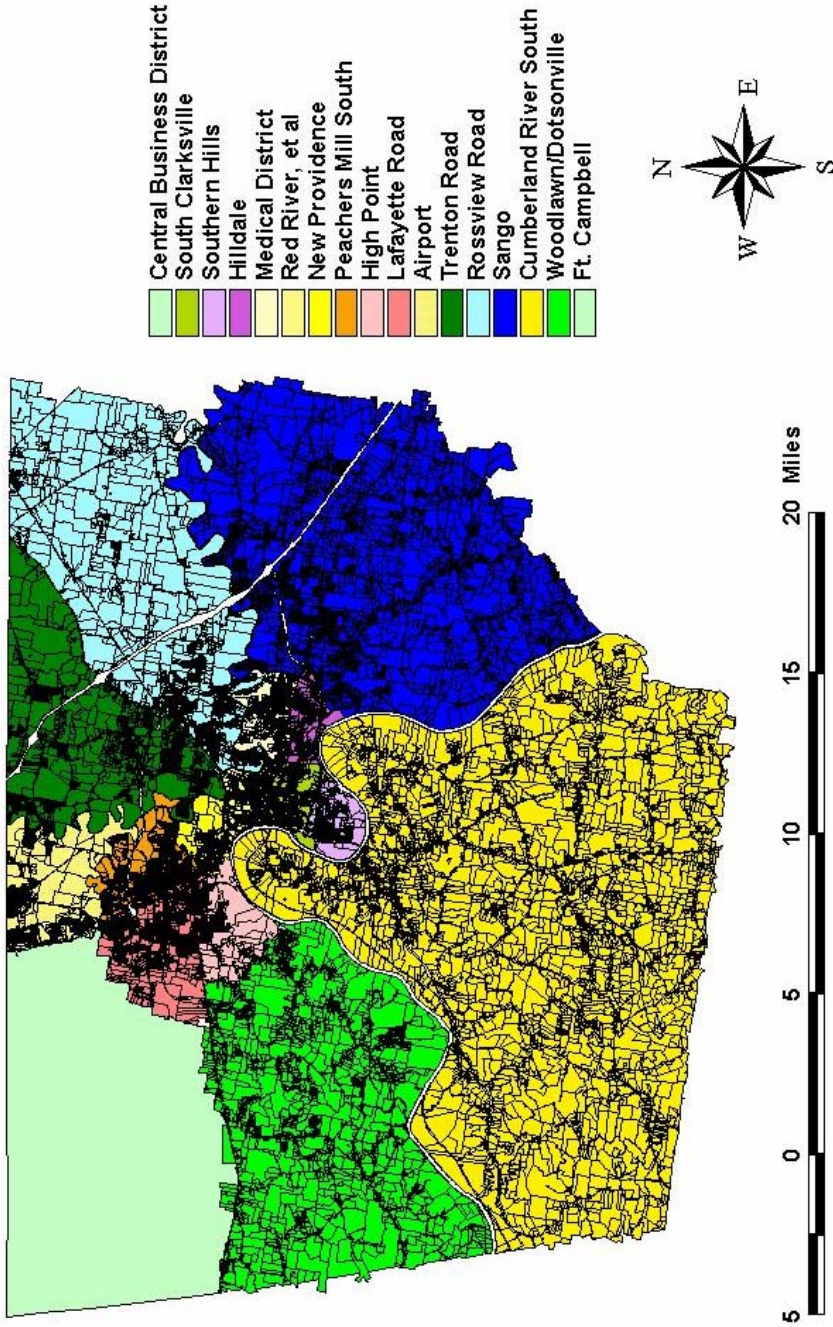 Central Business District
South Clarksville
Southern Hills
Hilldale
Medical District
Red River, et al
New Providence
Peachers Mill South
High Point
Lafayette Road
Airport
Trenton Road
Rossview Road
Sango
Cumberland River South
Woodlawn/Dotsonville
Ft. Campbell
N
W E
S
5 0 5 10 15 20 Miles